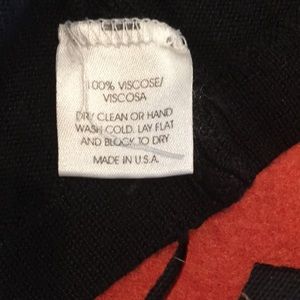 100% VISCOSE/
VISCOSA
DRY CLEAN OR HAND
WASH COLD. LAY FLAT
AND BLOCK TO DRY
MADE IN U.S.A.